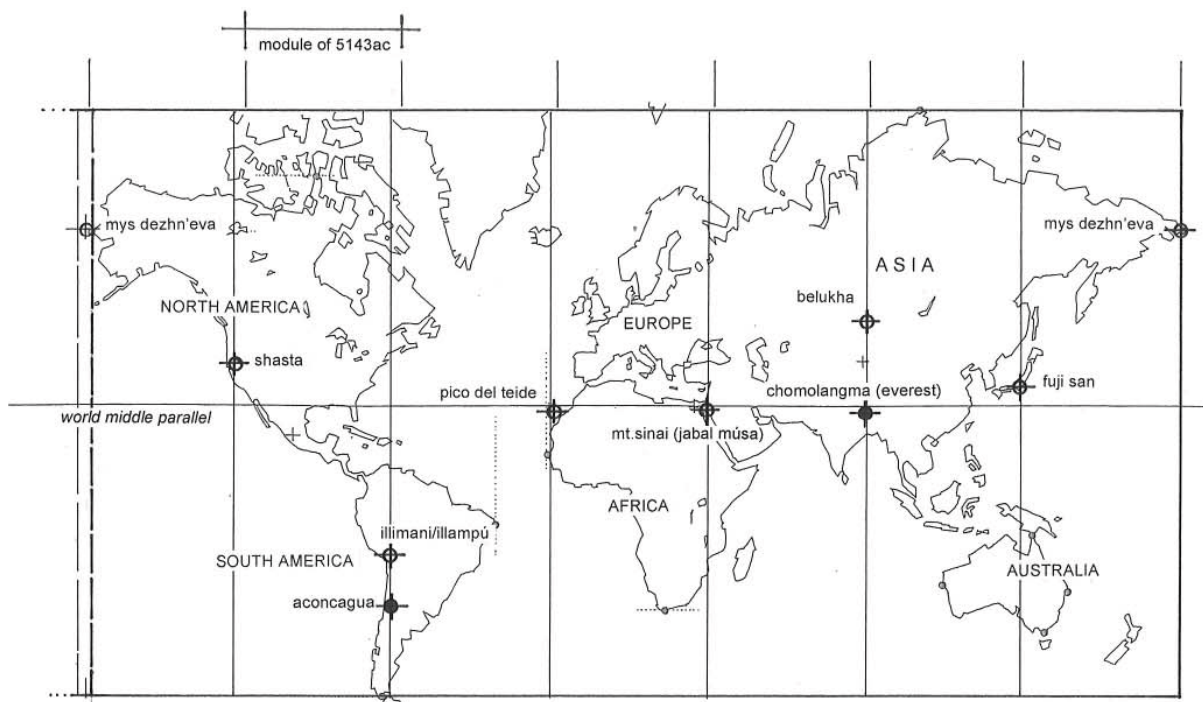 module of 5143ac
mys dezhn'eva
mys dezhn'eva
ASIA
belukha
NORTH AMERICA
EUROPE
shasta
pico del teide
chomolangma (everest)
fuji san
world middle parallel
mt.sinai (jabal músa)
AFRICA
illimani/illampú
SOUTH AMERICA
AUSTRALIA
aconcagua